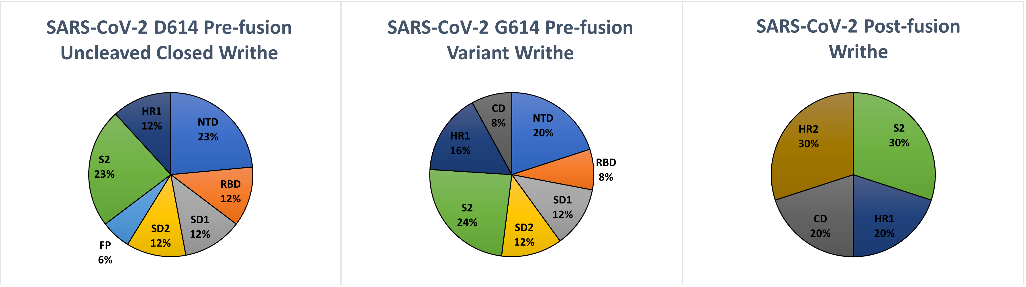 SARS-CoV-2 D614 Pre-fusion
Uncleaved Closed Writhe
NTD
23%
RBD
12%
SD1
12%
SD2
12%
FP
6%
S2
23%
HR1
12%
SARS-CoV-2 G614 Pre-fusion
Variant Writhe
NTD
20%
RBD
8%
SD1
12%
SD2
12%
S2
24%
HR1
16%
CD
8%
SARS-CoV-2 Post-fusion
Writhe
S2
30%
HR1
20%
CD
20%
HR2
30%